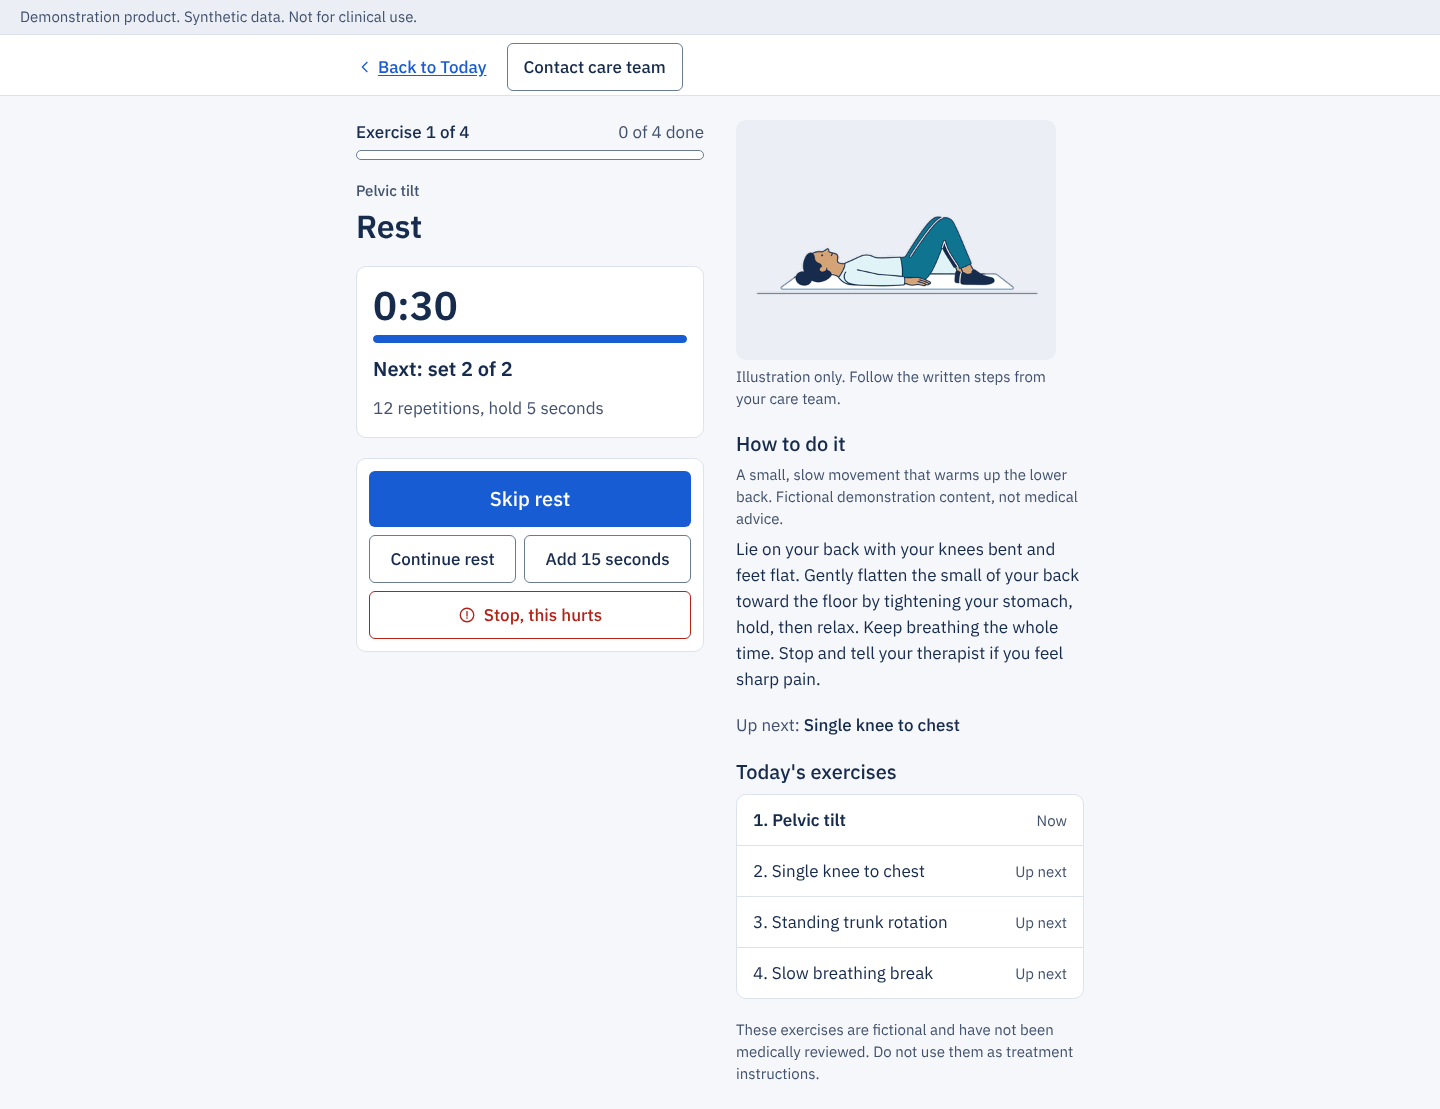 Demonstration product. Synthetic data. Not for clinical use.
Back to Today
Contact care team
Exercise 1 of 4
0 of 4 done
Pelvic tilt
Rest
0:30
Next: set 2 of 2
12 repetitions, hold 5 seconds
Skip rest
Continue rest
Add 15 seconds
Stop, this hurts
Illustration only. Follow the written steps from
your care team.
How to do it
A small, slow movement that warms up the lower
back. Fictional demonstration content, not medical
advice.
Lie on your back with your knees bent and
feet flat. Gently flatten the small of your back
toward the floor by tightening your stomach,
hold, then relax. Keep breathing the whole
time. Stop and tell your therapist if you feel
sharp pain.
Up next: Single knee to chest
Today's exercises
1. Pelvic tilt
Now
2. Single knee to chest
Up next
3. Standing trunk rotation
Up next
4. Slow breathing break
Up next
These exercises are fictional and have not been
medically reviewed. Do not use them as treatment
instructions.